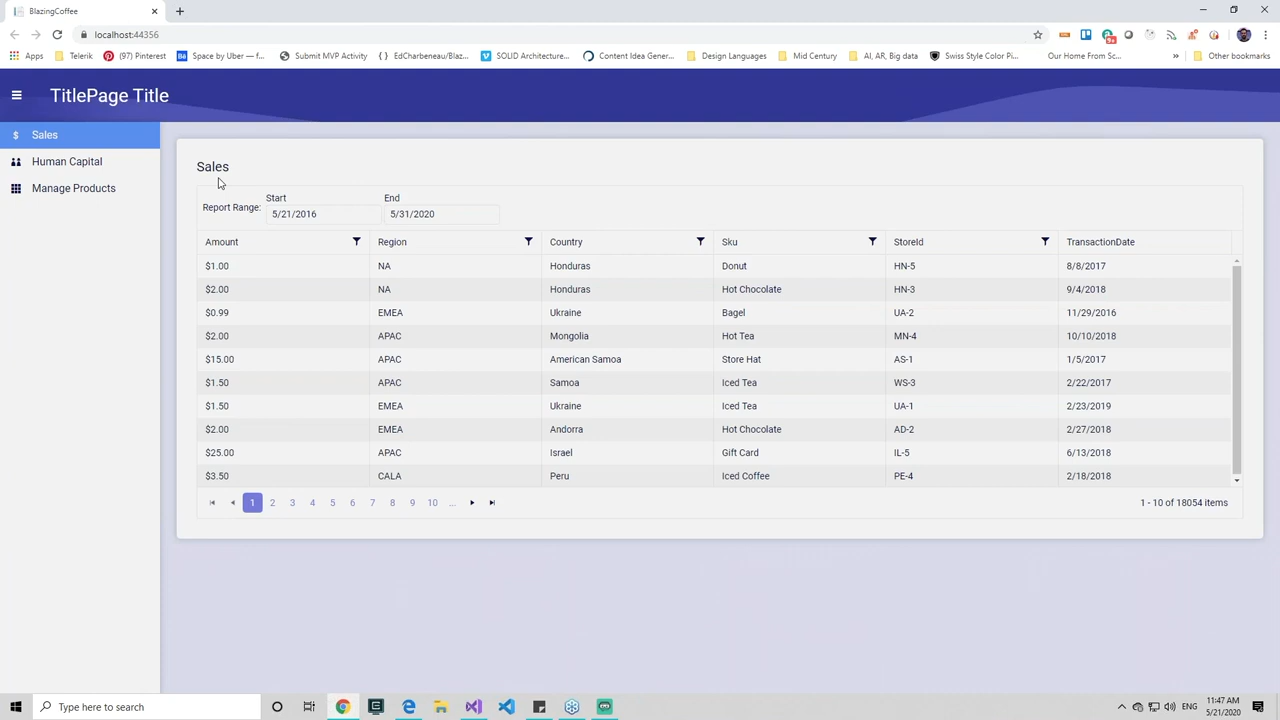 BlazingCoffee
localhost:44356
Apps Telerik (97) Pinterest Space by Uber — f... Submit MVP Activity EdCharbeneau/Blaz... SOLID Architecture... Content Idea Gener... Design Languages Mid Century AI, AR, Big data Swiss Style Color Pi... Our Home From Sc... » Other bookmarks
TitlePage Title
Sales
Human Capital
Manage Products
Sales
Start End
Report Range: 5/21/2016 5/31/2020
Amount Region Country Sku StoreId TransactionDate
$1.00 NA Honduras Donut HN-5 8/8/2017
$2.00 NA Honduras Hot Chocolate HN-3 9/4/2018
$0.99 EMEA Ukraine Bagel UA-2 11/29/2016
$2.00 APAC Mongolia Hot Tea MN-4 10/10/2018
$15.00 APAC American Samoa Store Hat AS-1 1/5/2017
$1.50 APAC Samoa Iced Tea WS-3 2/22/2017
$1.50 EMEA Ukraine Iced Tea UA-1 2/23/2019
$2.00 EMEA Andorra Hot Chocolate AD-2 2/27/2018
$25.00 APAC Israel Gift Card IL-5 6/13/2018
$3.50 CALA Peru Iced Coffee PE-4 2/18/2018
1 2 3 4 5 6 7 8 9 10 ... 1 - 10 of 18054 items
Type here to search
ENG
11:47 AM
5/21/2020